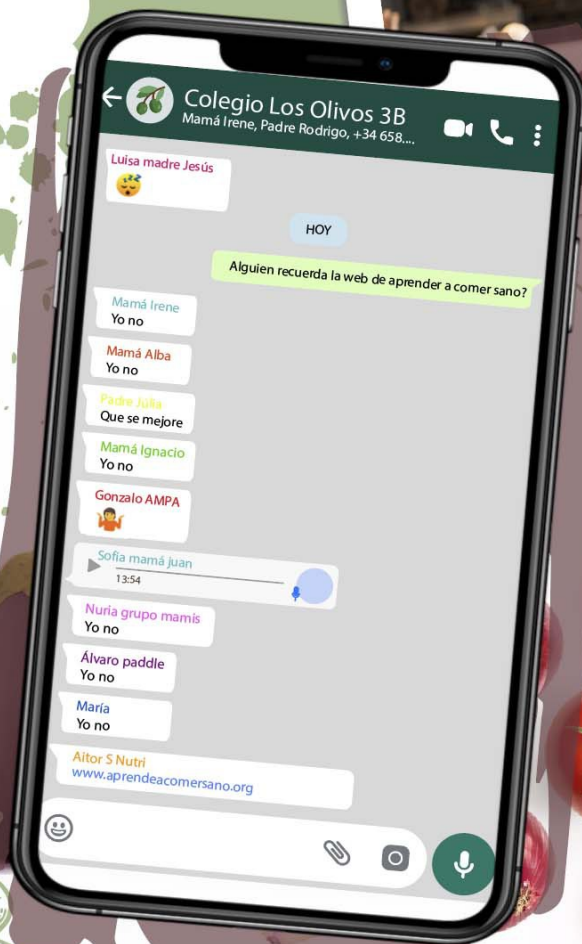 Colegio Los Olivos 3B
Mamá Irene, Padre Rodrigo, +34 658....
Luisa madre Jesús
HOY
Alguien recuerda la web de aprender a comer sano?
Mamá Irene
Yo no
Mamá Alba
Yo no
Padre Júlia
Que se mejore
Mamá Ignacio
Yo no
Gonzalo AMPA
Sofia mamá juan
13:54
Nuria grupo mamis
Yo no
Álvaro paddle
Yo no
María
Yo no
Aitor S Nutri
www.aprendeacomersano.org